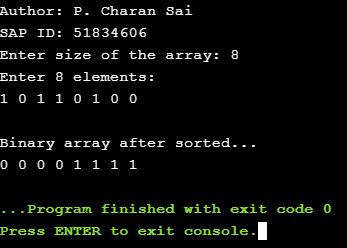 Author: P. Charan Sai
SAP ID: 51834606
Enter size of the array: 8
Enter 8 elements:
1 0 1 1 0 1 0 0
Binary array after sorted...
0 0 0 0 1 1 1 1
...Program finished with exit code 0
Press ENTER to exit console.